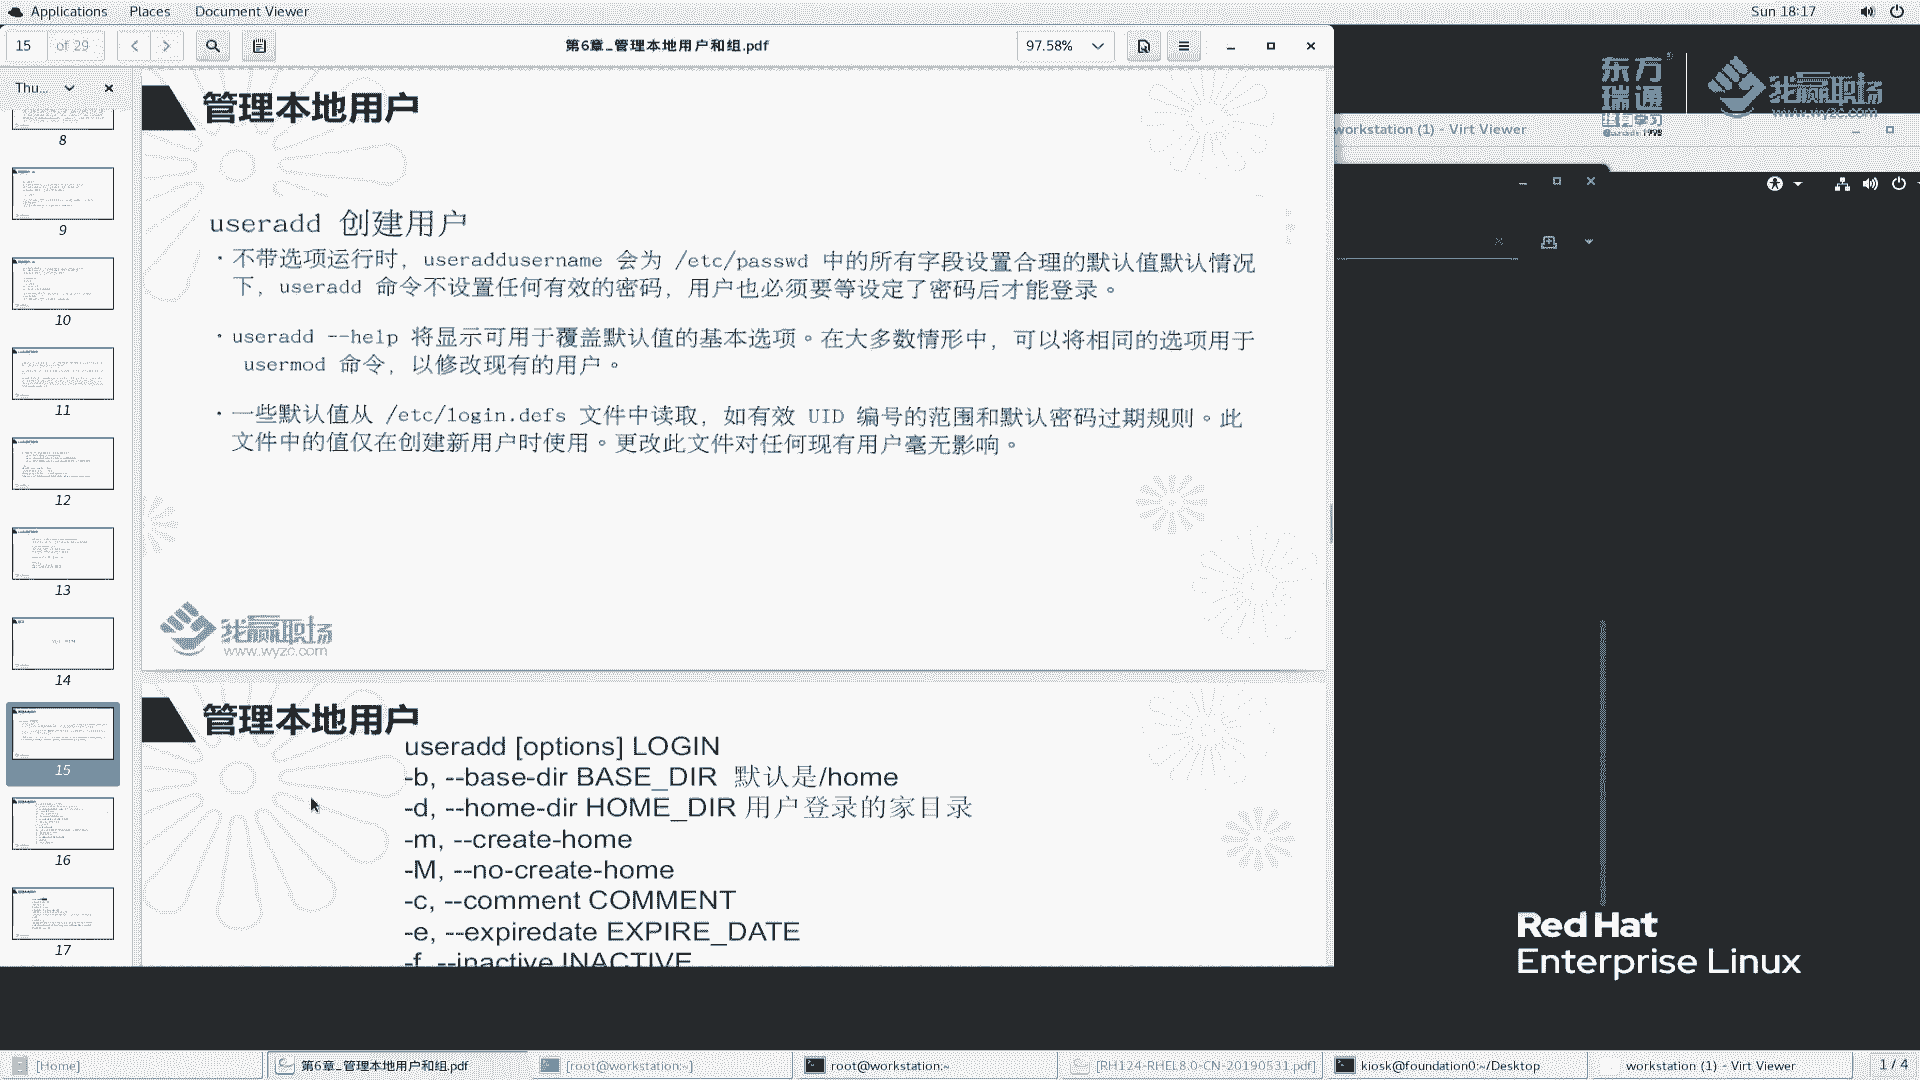 Applications Places Document Viewer Sun 18:17
15 of 29 第6章_管理本地用户和组.pdf 97.58%
Thu...
8
9
10
11
12
13
14
15
16
17
管理本地用户
useradd 创建用户
· 不带选项运行时，useraddusername 会为 /etc/passwd 中的所有字段设置合理的默认值默认情况
下，useradd 命令不设置任何有效的密码，用户也必须要等设定了密码后才能登录。
· useradd --help 将显示可用于覆盖默认值的基本选项。在大多数情形中，可以将相同的选项用于
usermod 命令，以修改现有的用户。
· 一些默认值从 /etc/login.defs 文件中读取，如有效 UID 编号的范围和默认密码过期规则。此
文件中的值仅在创建新用户时使用。更改此文件对任何现有用户毫无影响。
我赢职场
www.wyzc.com
管理本地用户
useradd [options] LOGIN
-b, --base-dir BASE_DIR 默认是/home
-d, --home-dir HOME_DIR 用户登录的家目录
-m, --create-home
-M, --no-create-home
-c, --comment COMMENT
-e, --expiredate EXPIRE_DATE
-f, --inactive INACTIVE
东方
瑞通
我赢职场
www.wyzc.com
workstation (1) - Virt Viewer
Red Hat
Enterprise Linux
[Home] 第6章_管理本地用户和组.pdf [root@workstation:~] root@workstation:~ [RH124-RHEL8.0-CN-20190531.pdf] kiosk@foundation0:~/Desktop workstation (1) - Virt Viewer 1 / 4